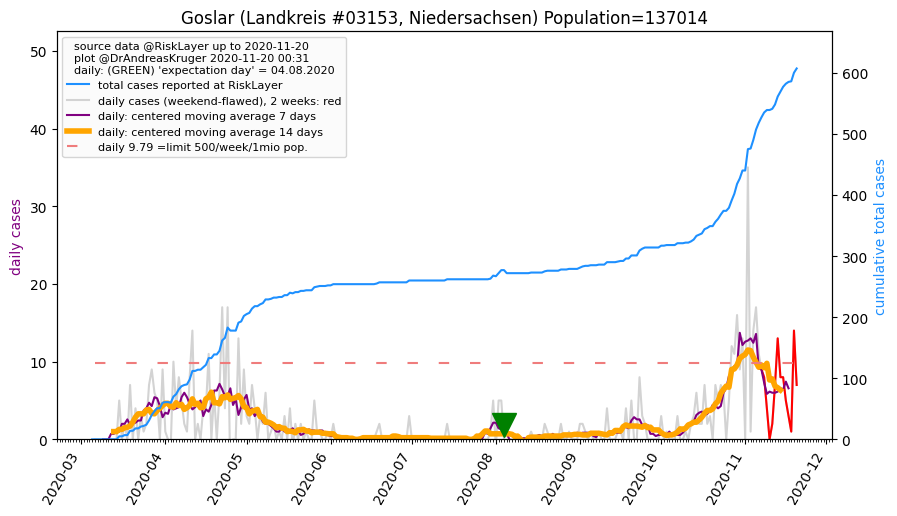 Goslar (Landkreis #03153, Niedersachsen) Population=137014
source data @RiskLayer up to 2020-11-20
plot @DrAndreasKruger 2020-11-20 00:31
daily: (GREEN) 'expectation day' = 04.08.2020
total cases reported at RiskLayer
daily cases (weekend-flawed), 2 weeks: red
daily: centered moving average 7 days
daily: centered moving average 14 days
daily 9.79 =limit 500/week/1mio pop.
daily cases
50
40
30
20
10
0
cumulative total cases
600
500
400
300
200
100
0
2020-03
2020-04
2020-05
2020-06
2020-07
2020-08
2020-09
2020-10
2020-11
2020-12